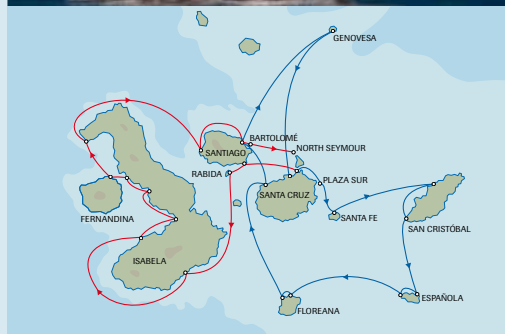 GENOVESA
BARTOLOMÉ
NORTH SEYMOUR
SANTIAGO
RABIDA
PLAZA SUR
SANTA CRUZ
FERNANDINA
SANTA FE
SAN CRISTÓBAL
ISABELA
ESPAÑOLA
FLOREANA